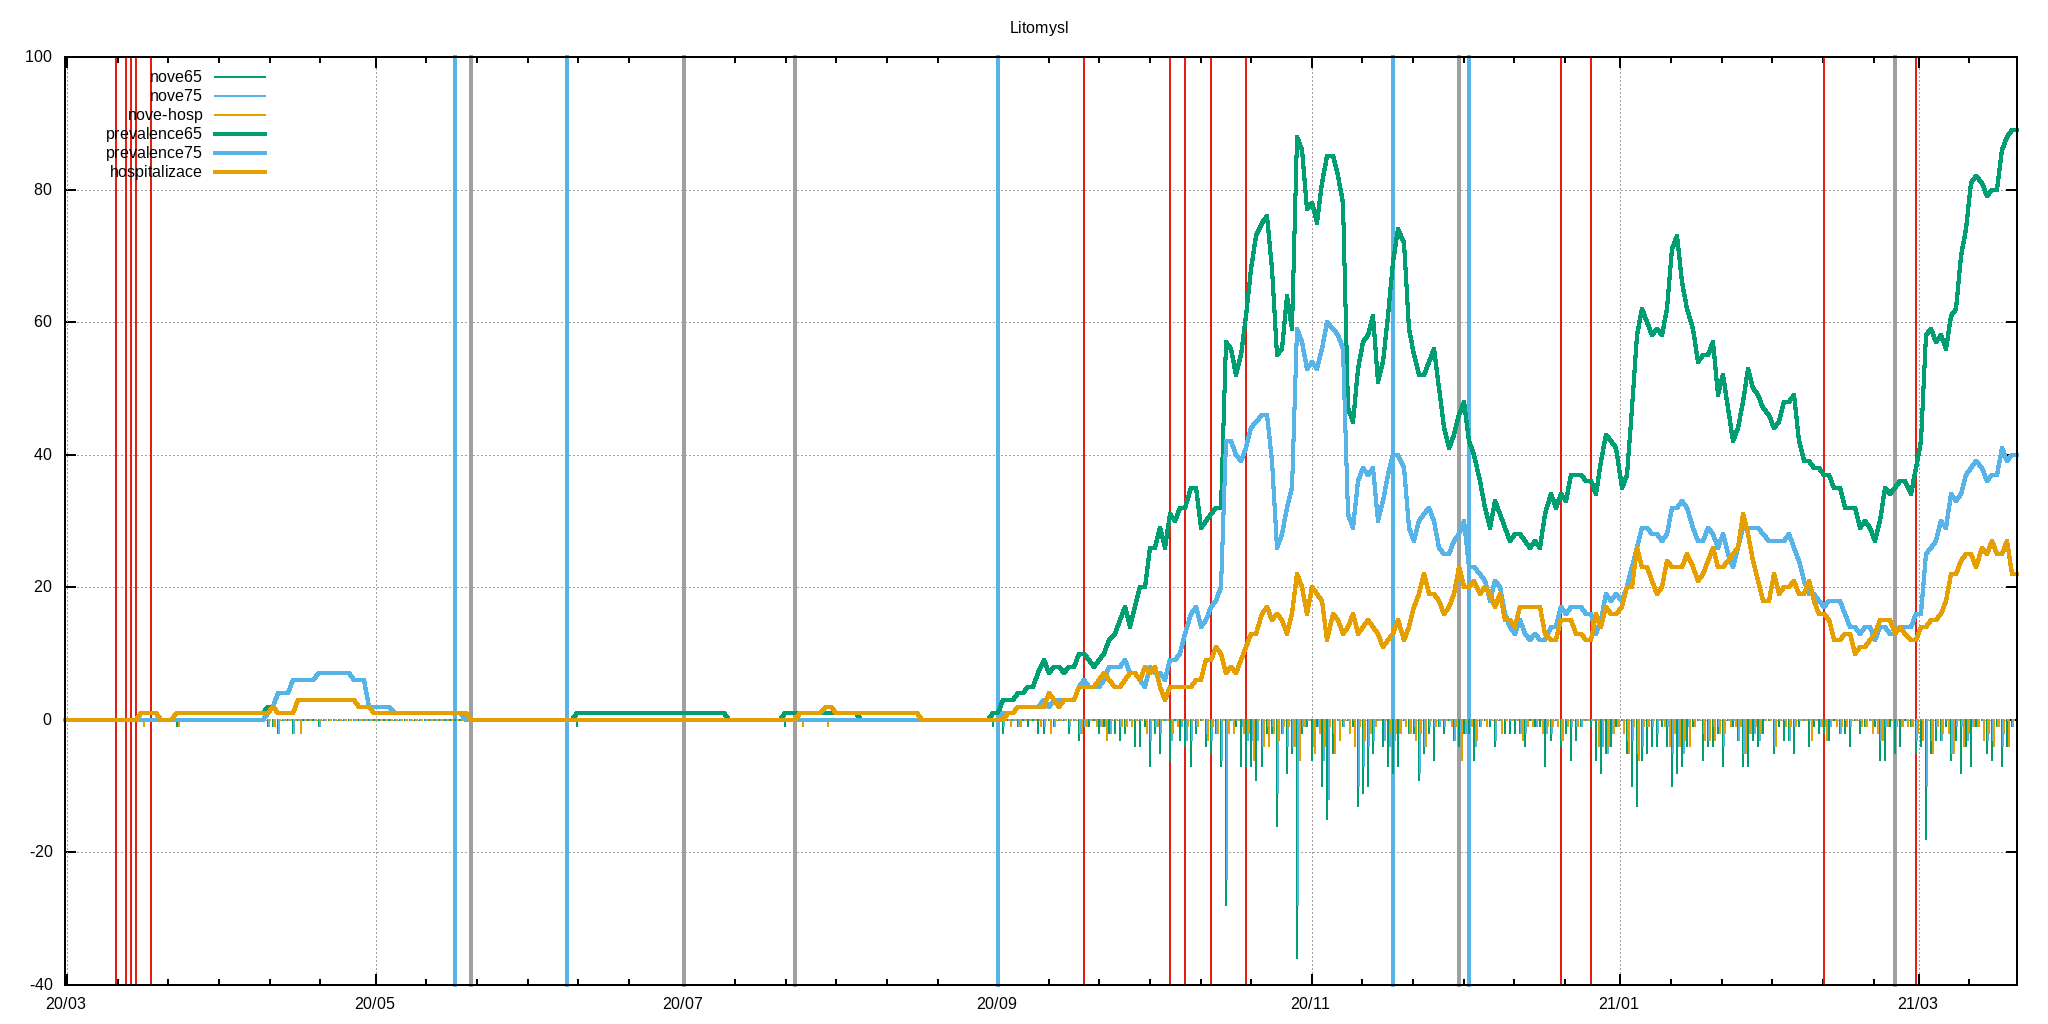 Litomysl
100
nove65
nove75
nove-hosp
prevalence65
prevalence75
hospitalizace
80
60
40
20
0
-20
-40
20/03 20/05 20/07 20/09 20/11 21/01 21/03